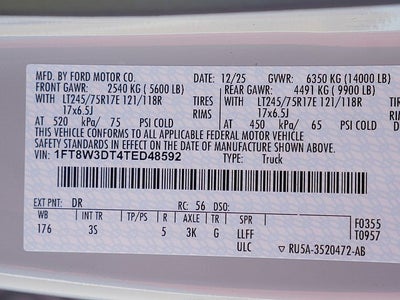 MFD. BY FORD MOTOR CO. 12/25 GVWR: 6350 KG (14000 LB)
FRONT GAWR: 2540 KG (5600 LB) REAR GAWR: 4491 KG (9900 LB)
WITH LT245/75R17E 121/118R TIRES WITH LT245/75R17E 121/118R TIRES
17x6.5J RIMS 17x6.5J RIMS
AT 520 kPa/ 75 PSI COLD AT 450 kPa/ 65 PSI COLD
THIS VEHICLE CONFORMS TO ALL APPLICABLE FEDERAL MOTOR VEHICLE
SAFETY STANDARDS IN EFFECT ON THE DATE OF MANUFACTURE SHOWN ABOVE.
VIN: 1FT8W3DT4TED48592 TYPE: Truck
EXT PNT: DR RC: 56 DSO:
WB INT TR TP/PS R AXLE TR SPR F0355
176 3S 5 3K G LLFF T0957
ULC ▽ RU5A-3520472-AB